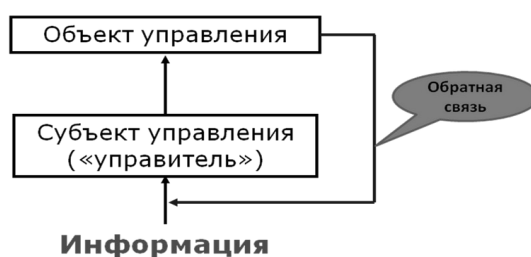 Объект управления
Обратная
связь
Субъект управления
(«управитель»)
Информация